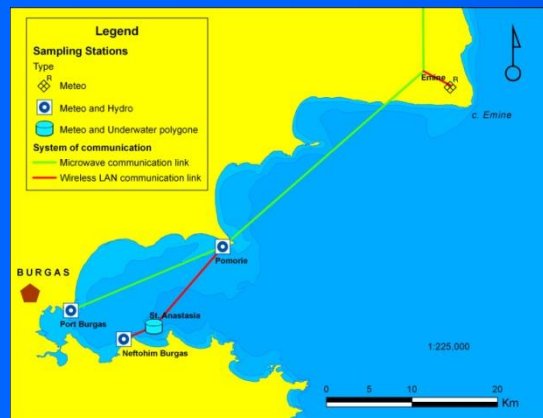 Legend
Sampling Stations
Type
R
Meteo
Meteo and Hydro
Meteo and Underwater polygone
System of communication
Microwave communication link
Wireless LAN communication link
Emine
R
c. Emine
Pomorie
BURGAS
St. Anastasia
Port Burgas
Neftohim Burgas
1:225,000
0 5 10 20
Km